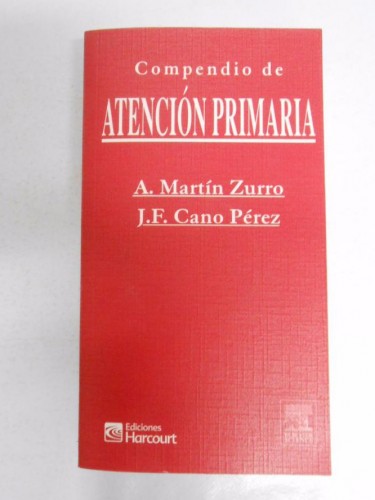 Compendio de
ATENCIÓN PRIMARIA
A. Martín Zurro
J.F. Cano Pérez
Ediciones
Harcourt